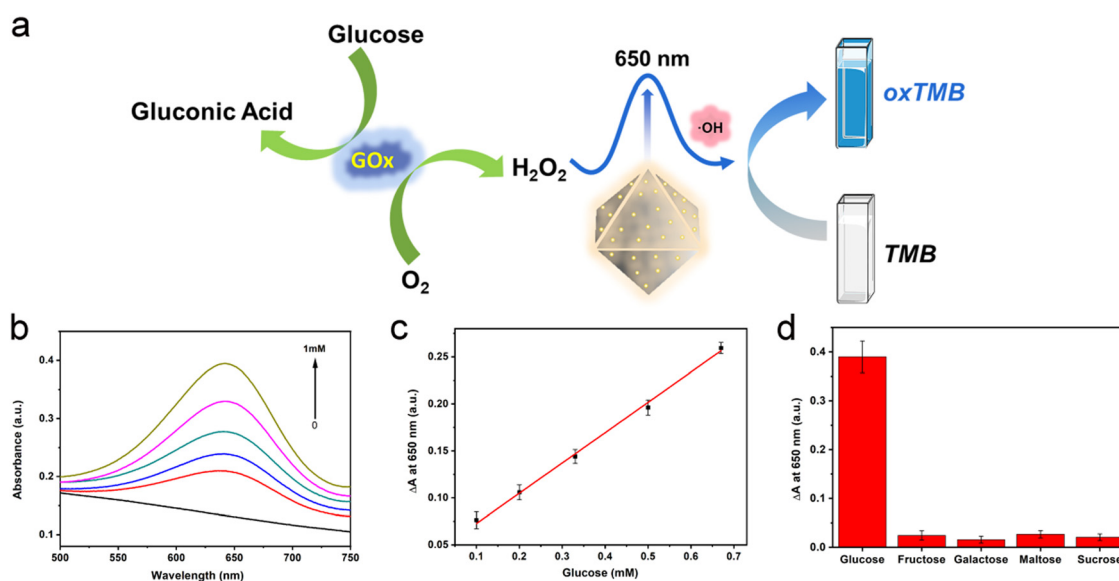 a
Glucose
Gluconic Acid
GOx
O₂
H₂O₂
650 nm
·OH
oxTMB
TMB
b
Absorbance (a.u.)
0.4
0.3
0.2
0.1
1mM
0
500 550 600 650 700 750
Wavelength (nm)
c
ΔA at 650 nm (a.u.)
0.25
0.20
0.15
0.10
0.05
0.1 0.2 0.3 0.4 0.5 0.6 0.7
Glucose (mM)
d
ΔA at 650 nm (a.u.)
0.4
0.3
0.2
0.1
0.0
Glucose Fructose Galactose Maltose Sucrose